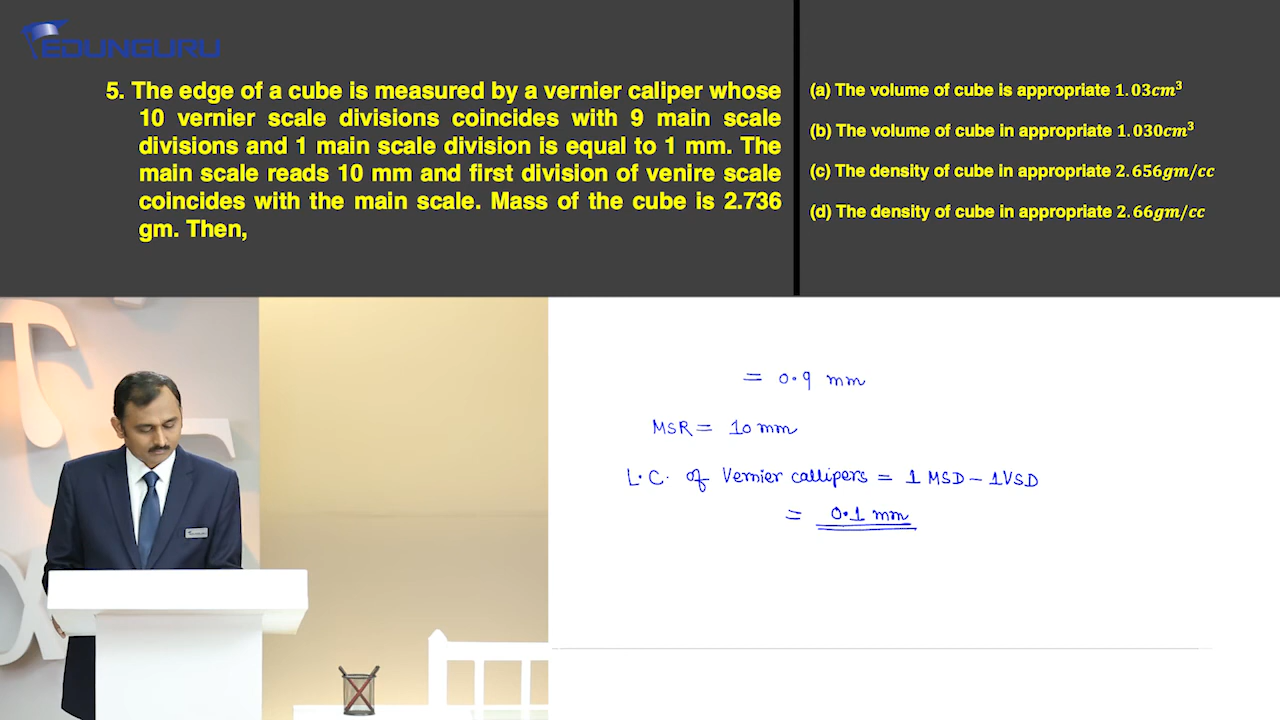 EDUNGURU
5. The edge of a cube is measured by a vernier caliper whose
10 vernier scale divisions coincides with 9 main scale
divisions and 1 main scale division is equal to 1 mm. The
main scale reads 10 mm and first division of venire scale
coincides with the main scale. Mass of the cube is 2.736
gm. Then,
(a) The volume of cube is appropriate 1.03cm³
(b) The volume of cube in appropriate 1.030cm³
(c) The density of cube in appropriate 2.656gm/cc
(d) The density of cube in appropriate 2.66gm/cc
= 0.9 mm
MSR = 10 mm
L.C. of Vernier callipers = 1 MSD - 1VSD
= 0.1 mm